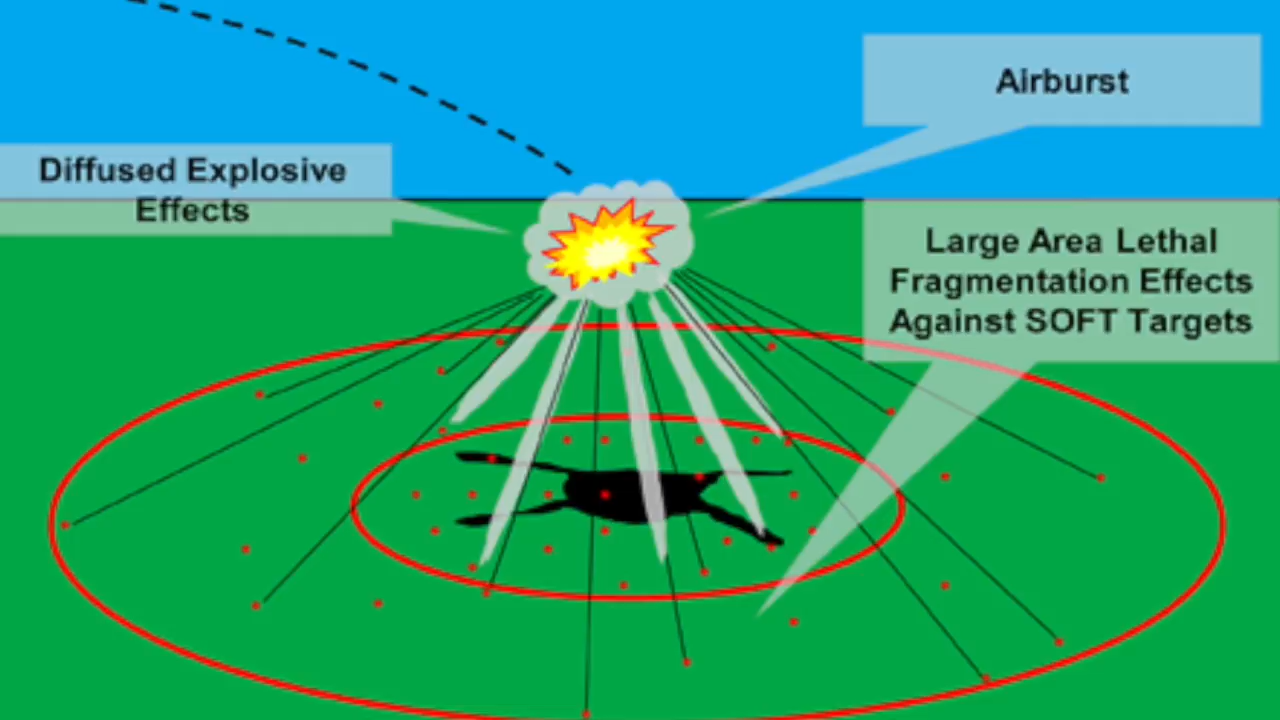 Airburst
Diffused Explosive
Effects
Large Area Lethal
Fragmentation Effects
Against SOFT Targets